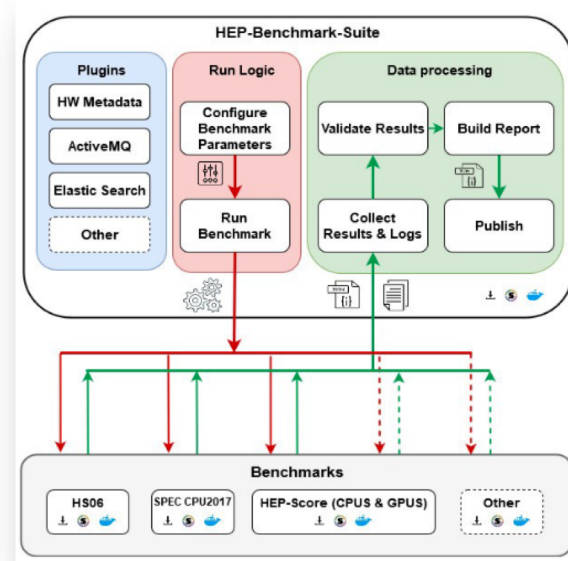 HEP-Benchmark-Suite
Plugins
HW Metadata
ActiveMQ
Elastic Search
Other
Run Logic
Configure
Benchmark
Parameters
Run
Benchmark
Data processing
Validate Results
Build Report
Collect
Results & Logs
Publish
{;}
Benchmarks
HS06
SPEC CPU2017
HEP-Score (CPUS & GPUS)
Other